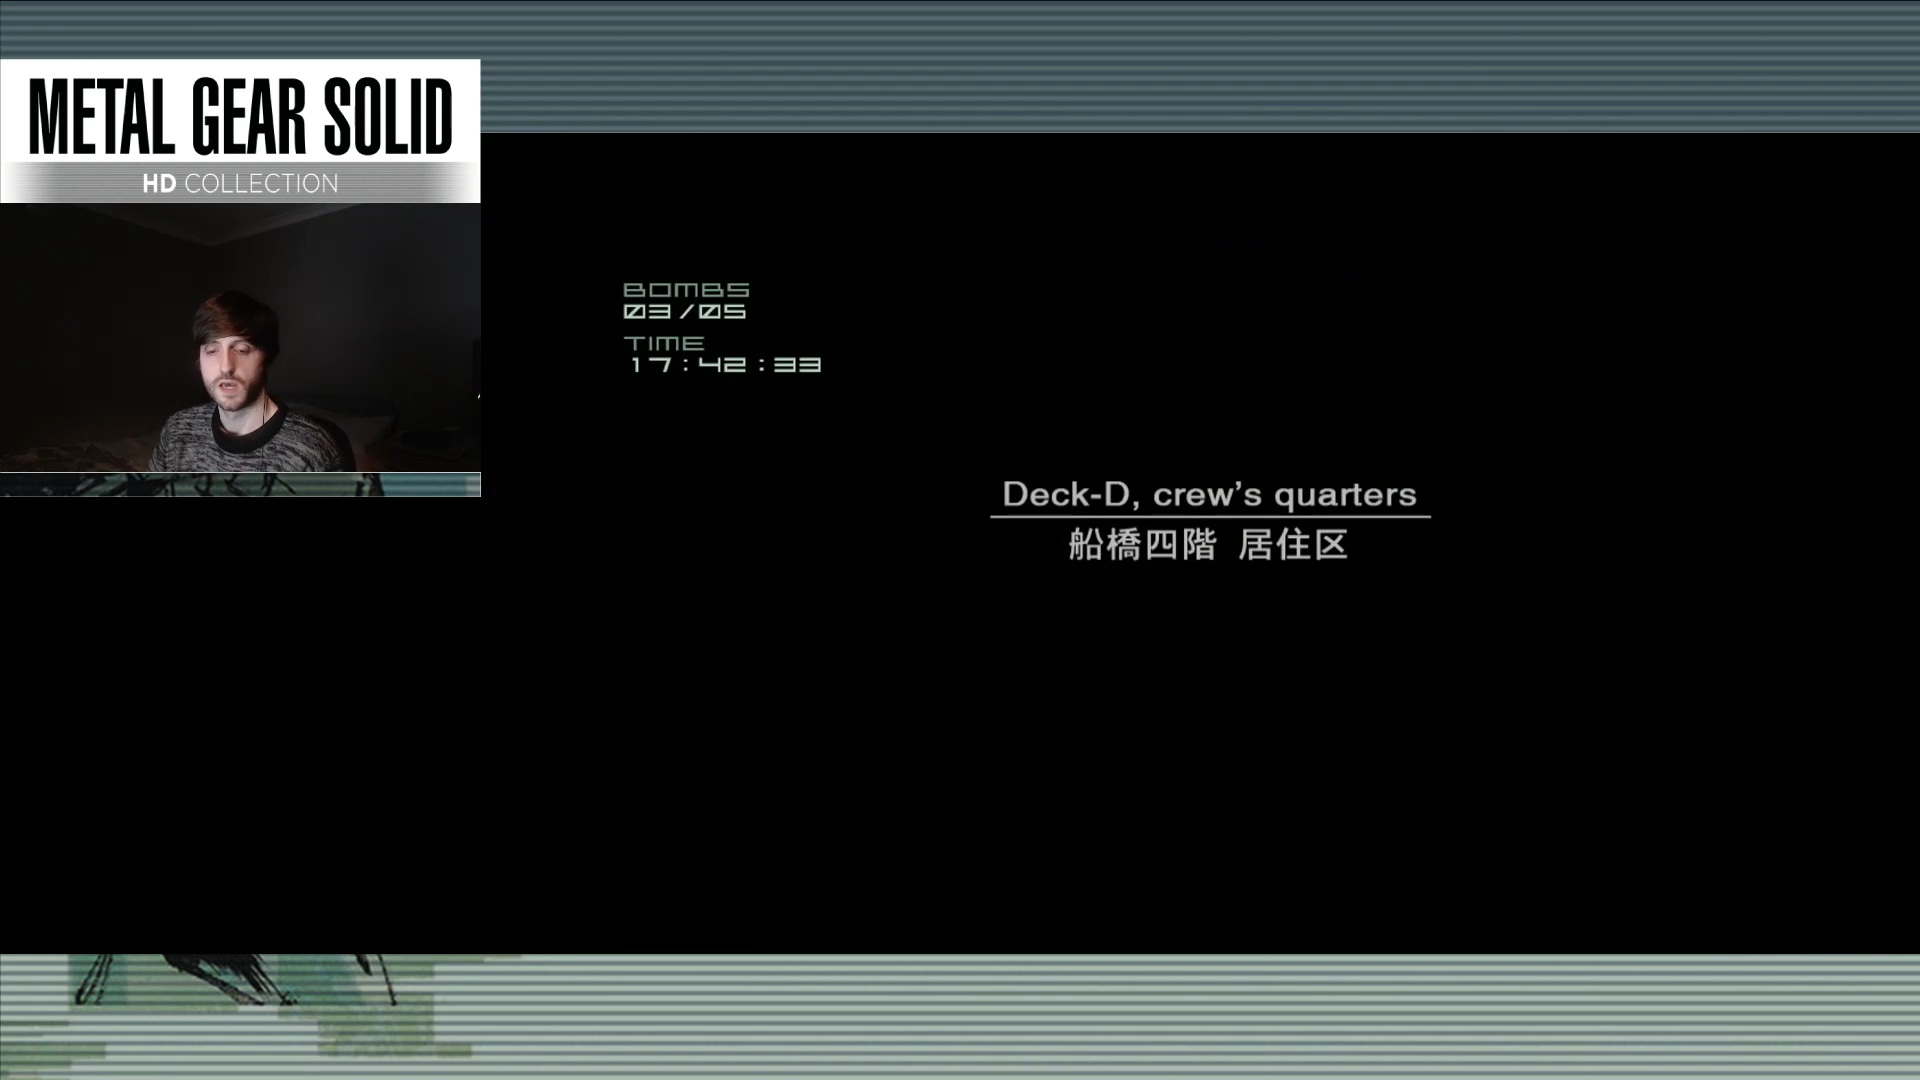 METAL GEAR SOLID
HD COLLECTION
BOMBS
03/05
TIME
17:42:33
Deck-D, crew’s quarters
船橋四階 居住区